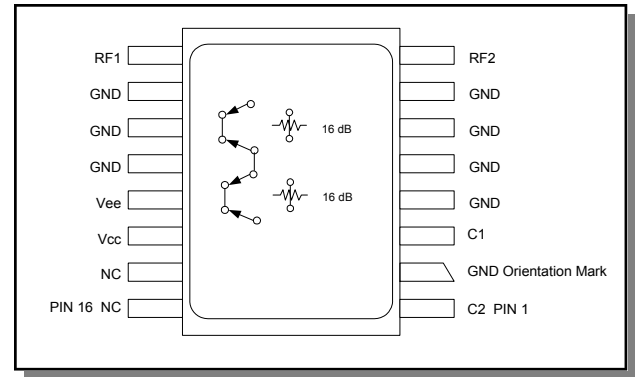 RF1 RF2
GND GND
GND 16 dB GND
GND GND
Vee 16 dB GND
Vcc C1
NC GND Orientation Mark
PIN 16 NC C2 PIN 1